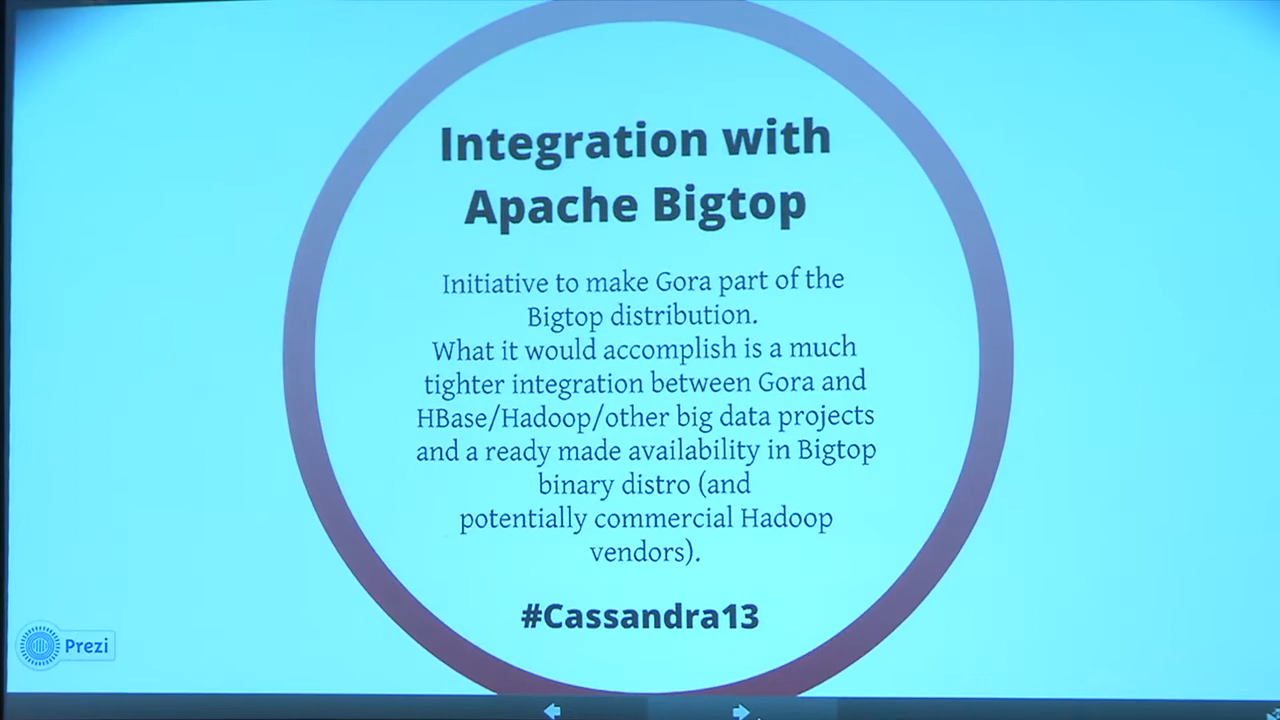 Integration with
Apache Bigtop
Initiative to make Gora part of the
Bigtop distribution.
What it would accomplish is a much
tighter integration between Gora and
HBase/Hadoop/other big data projects
and a ready made availability in Bigtop
binary distro (and
potentially commercial Hadoop
vendors).
#Cassandra13
Prezi